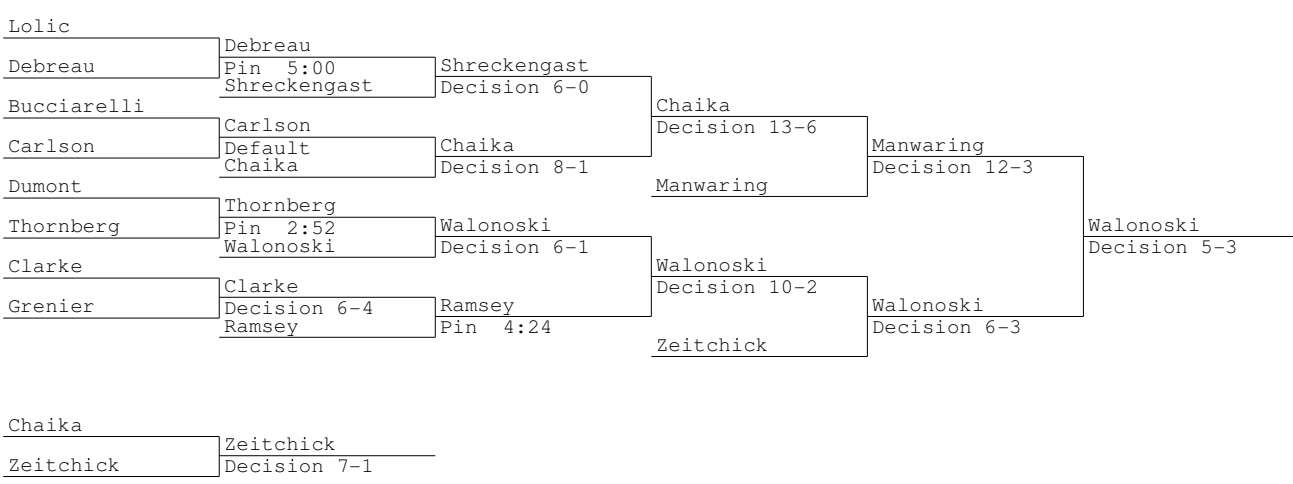 Lolic
Debreau
Debreau
Pin 5:00
Shreckengast
Shreckengast
Decision 6-0
Bucciarelli
Chaika
Decision 13-6
Carlson
Carlson
Default
Chaika
Chaika
Decision 8-1
Manwaring
Decision 12-3
Dumont
Manwaring
Thornberg
Thornberg
Pin 2:52
Walonoski
Walonoski
Decision 6-1
Walonoski
Decision 5-3
Clarke
Walonoski
Decision 10-2
Grenier
Clarke
Decision 6-4
Ramsey
Ramsey
Pin 4:24
Walonoski
Decision 6-3
Zeitchick
Chaika
Zeitchick
Zeitchick
Decision 7-1